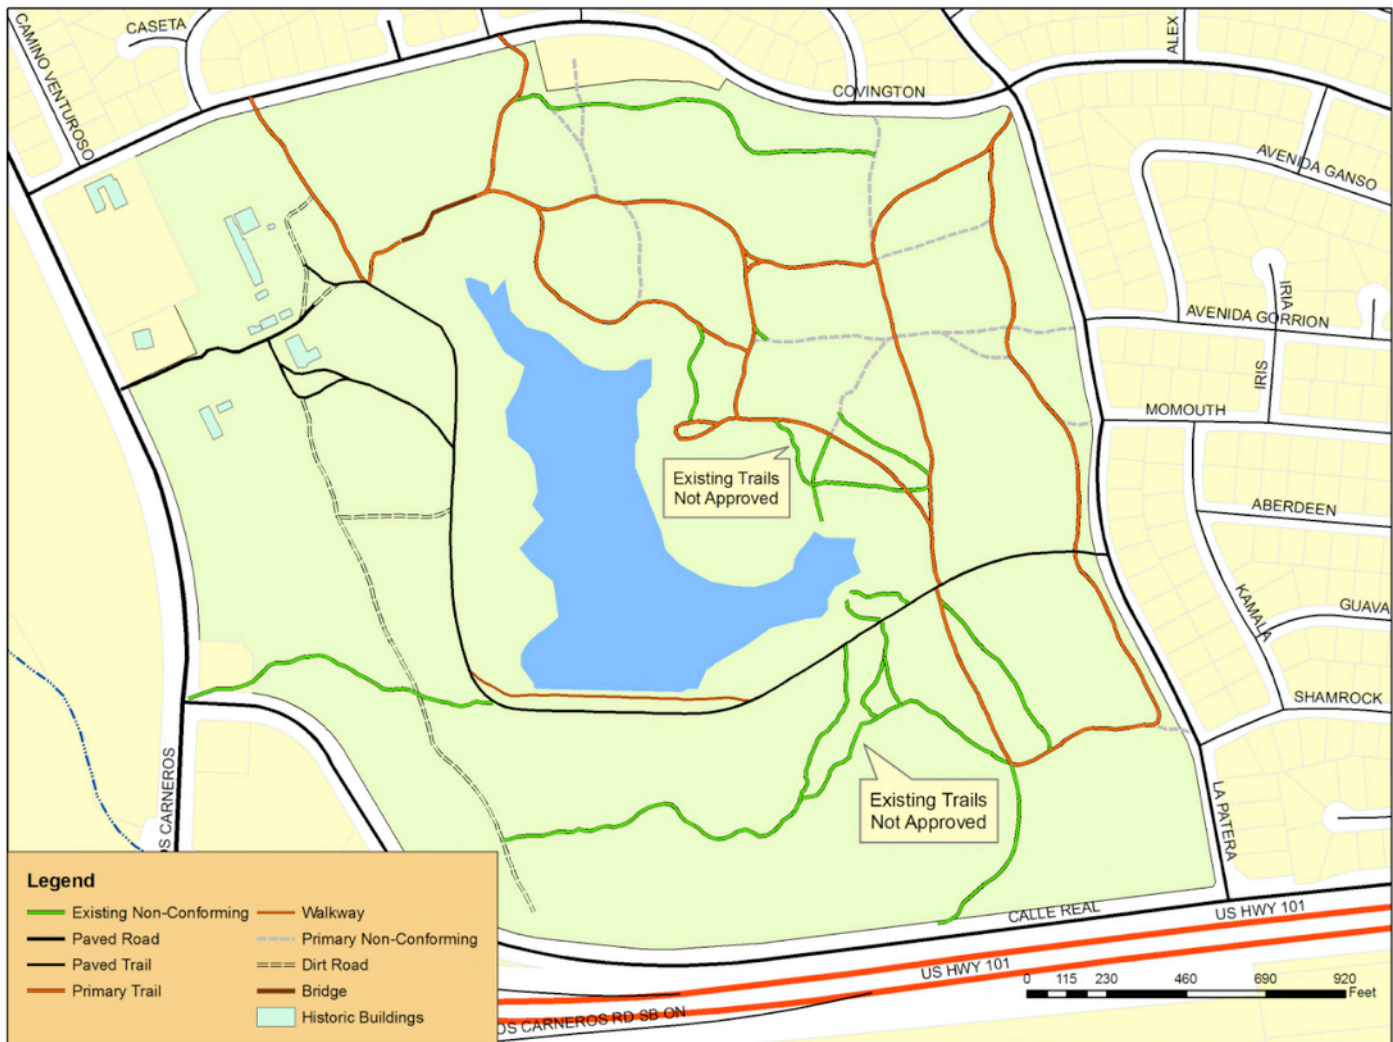 CASETA
CAMINO VENTUROSO
ALEX
COVINGTON
AVENIDA GANSO
IRIA
AVENIDA GORRION
IRIS
MOMOUTH
Existing Trails
Not Approved
ABERDEEN
KAMALA
GUAVA
SHAMROCK
OS CARNEROS
LA PATERA
Existing Trails
Not Approved
CALLE REAL
US HWY 101
US HWY 101
OS CARNEROS RD SB ON
0 115 230 460 690 920
Feet
Legend
Existing Non-Conforming
Paved Road
Paved Trail
Primary Trail
Walkway
Primary Non-Conforming
Dirt Road
Bridge
Historic Buildings